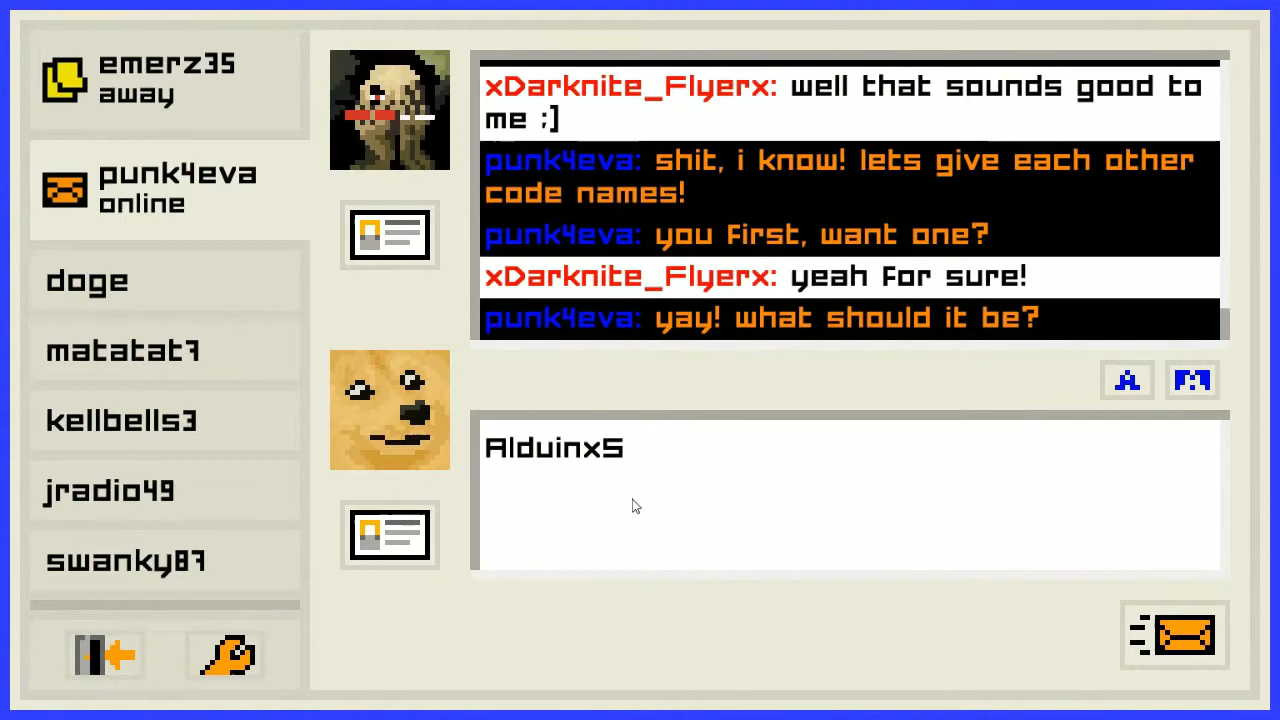 emerz35
away
punk4eva
online
doge
matatat7
kellbells3
jradio49
swanky87
xDarknite_Flyerx: well that sounds good to
me ;]
punk4eva: shit, i know! lets give each other
code names!
punk4eva: you first, want one?
xDarknite_Flyerx: yeah for sure!
punk4eva: yay! what should it be?
A
AlduinxS